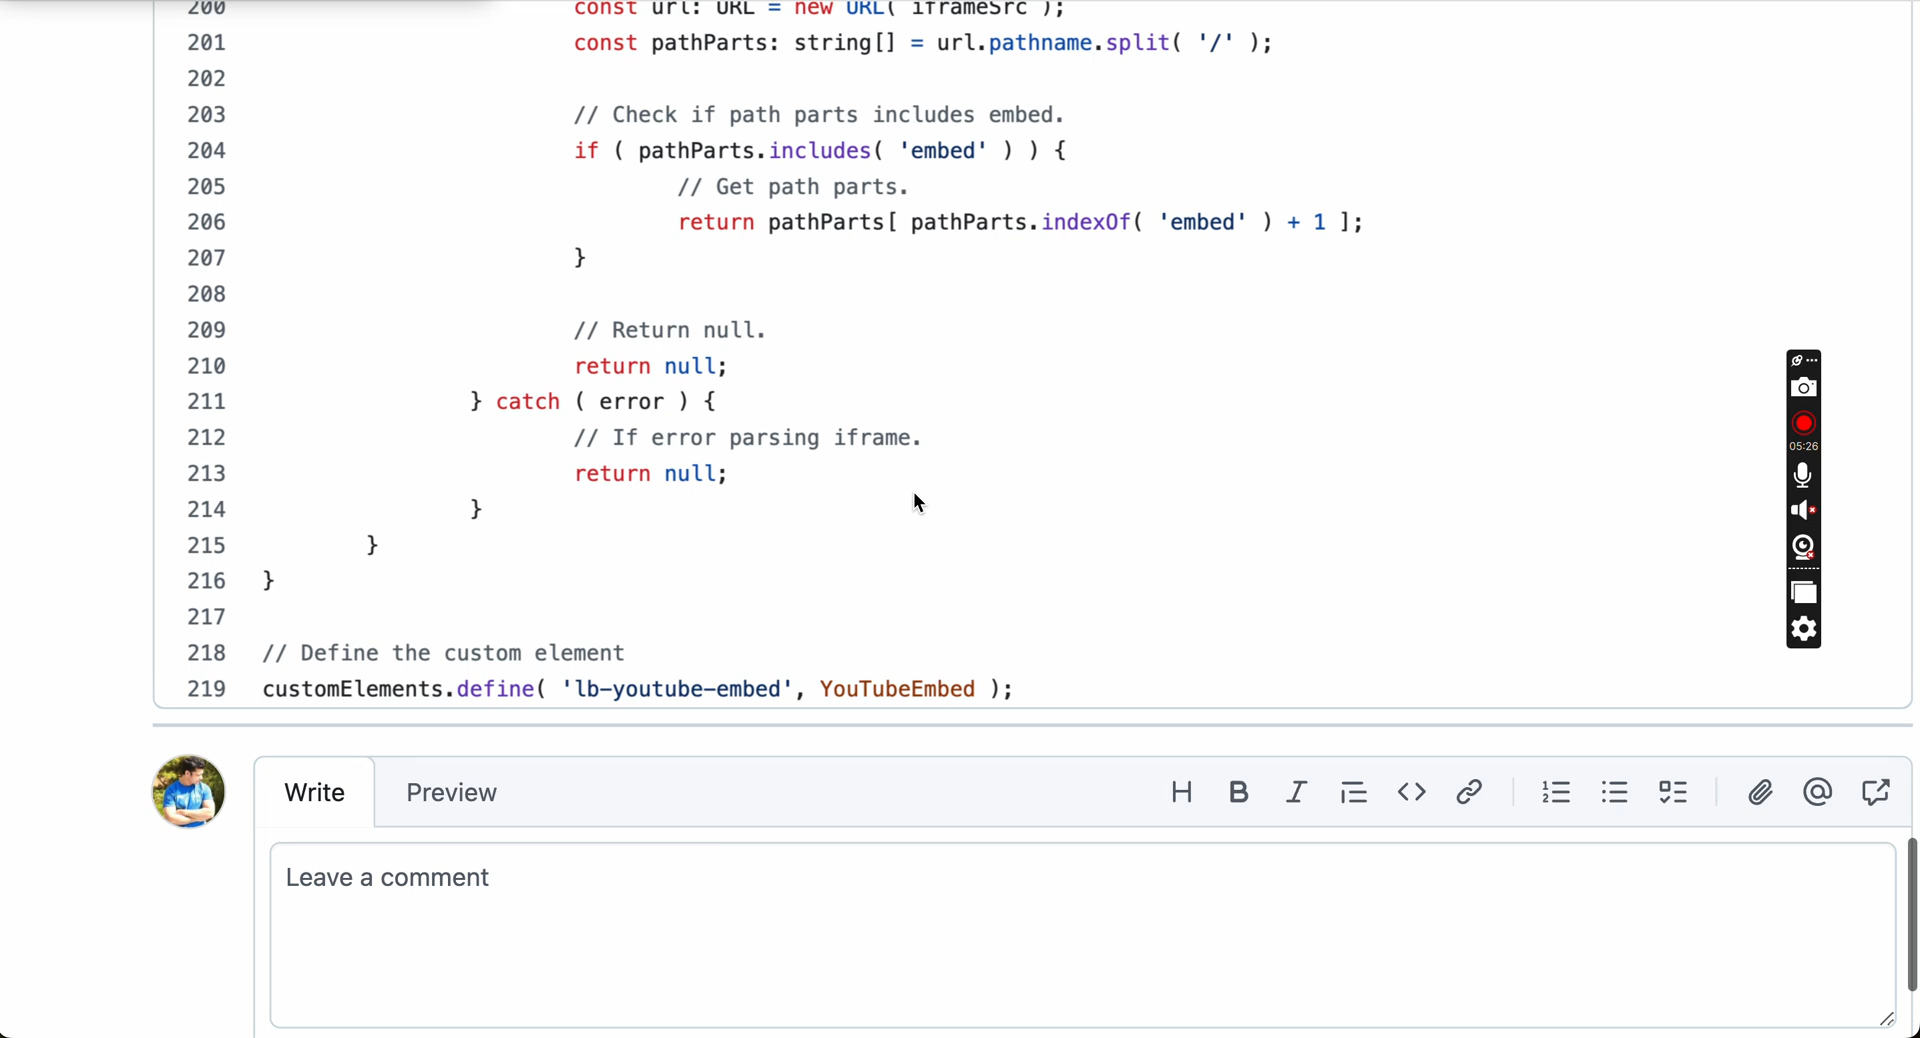 200 const url: URL = new URL( iframeSrc );
201 const pathParts: string[] = url.pathname.split( '/' );
202
203 // Check if path parts includes embed.
204 if ( pathParts.includes( 'embed' ) ) {
205 // Get path parts.
206 return pathParts[ pathParts.indexOf( 'embed' ) + 1 ];
207 }
208
209 // Return null.
210 return null;
211 } catch ( error ) {
212 // If error parsing iframe.
213 return null;
214 }
215 }
216 }
217
218 // Define the custom element
219 customElements.define( 'lb-youtube-embed', YouTubeEmbed );
05:26
Write Preview
Leave a comment